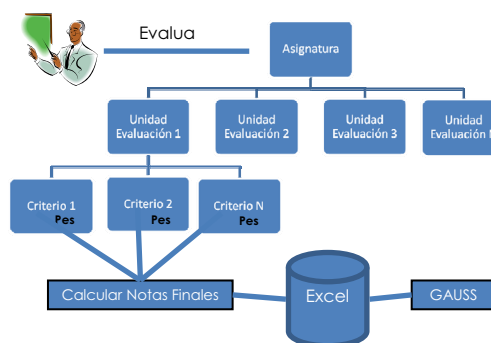 Evalua
Asignatura
Unidad
Evaluación 1
Unidad
Evaluación 2
Unidad
Evaluación 3
Unidad
Evaluación
Criterio 1
Pes
Criterio 2
Pes
Criterio N
Pes
Calcular Notas Finales
Excel
GAUSS